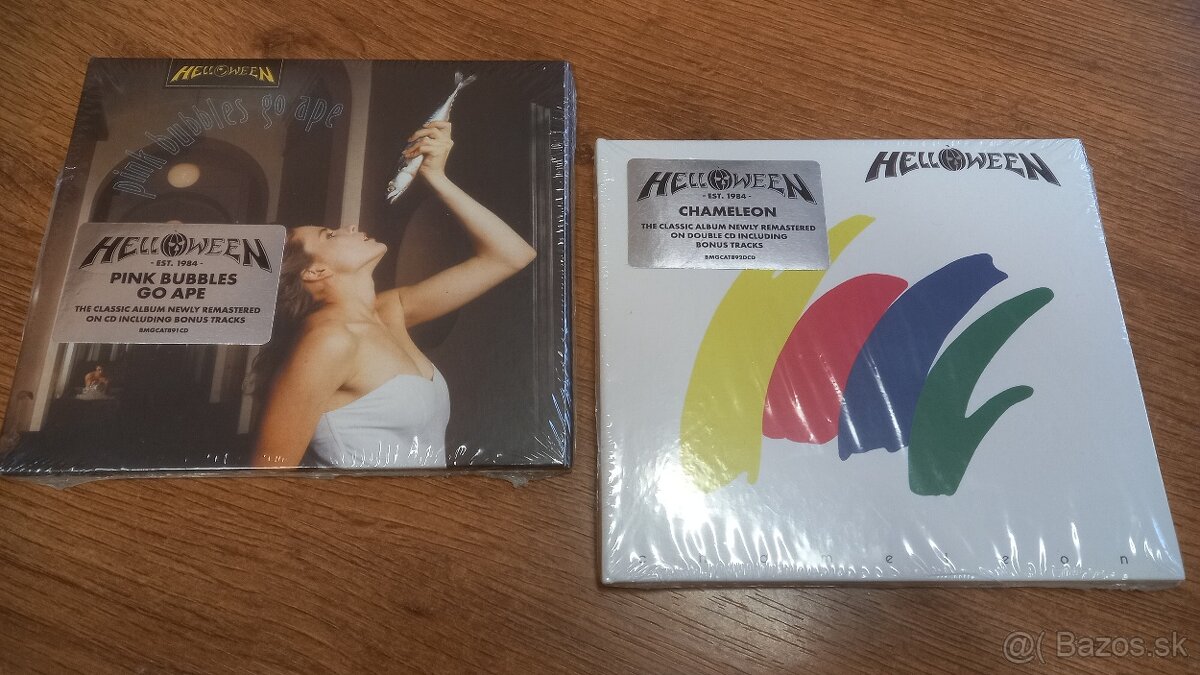 HELLOWEEN
pink bubbles go ape
HELLOWEEN
- EST. 1984 -
PINK BUBBLES
GO APE
THE CLASSIC ALBUM NEWLY REMASTERED
ON CD INCLUDING BONUS TRACKS
BMGCAT891CD
HELLOWEEN
HELLOWEEN
- EST. 1984 -
CHAMELEON
THE CLASSIC ALBUM NEWLY REMASTERED
ON DOUBLE CD INCLUDING
BONUS TRACKS
BMGCAT892DCD
chameleon
@( Bazos.sk